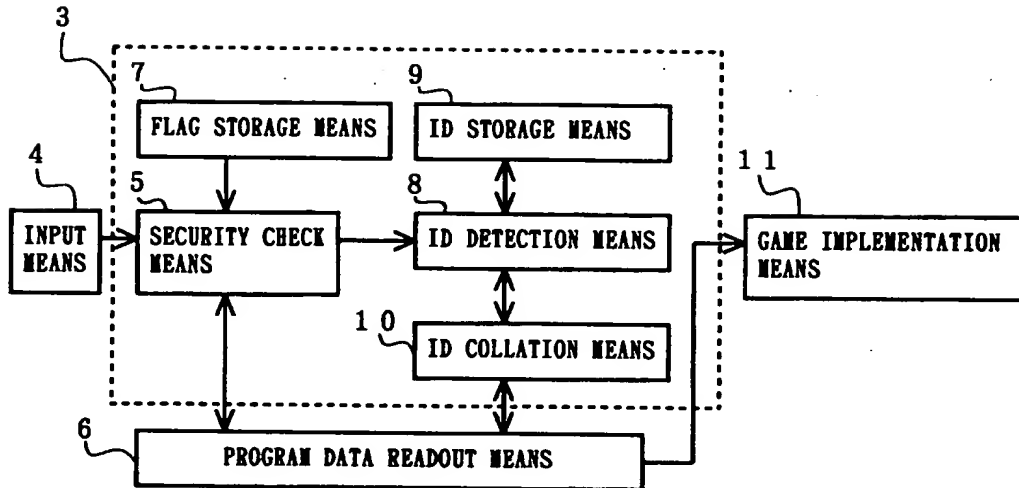 3
7
FLAG STORAGE MEANS
9
ID STORAGE MEANS
4
INPUT
MEANS
5
SECURITY CHECK
MEANS
8
ID DETECTION MEANS
11
GAME IMPLEMENTATION
MEANS
10
ID COLLATION MEANS
6
PROGRAM DATA READOUT MEANS